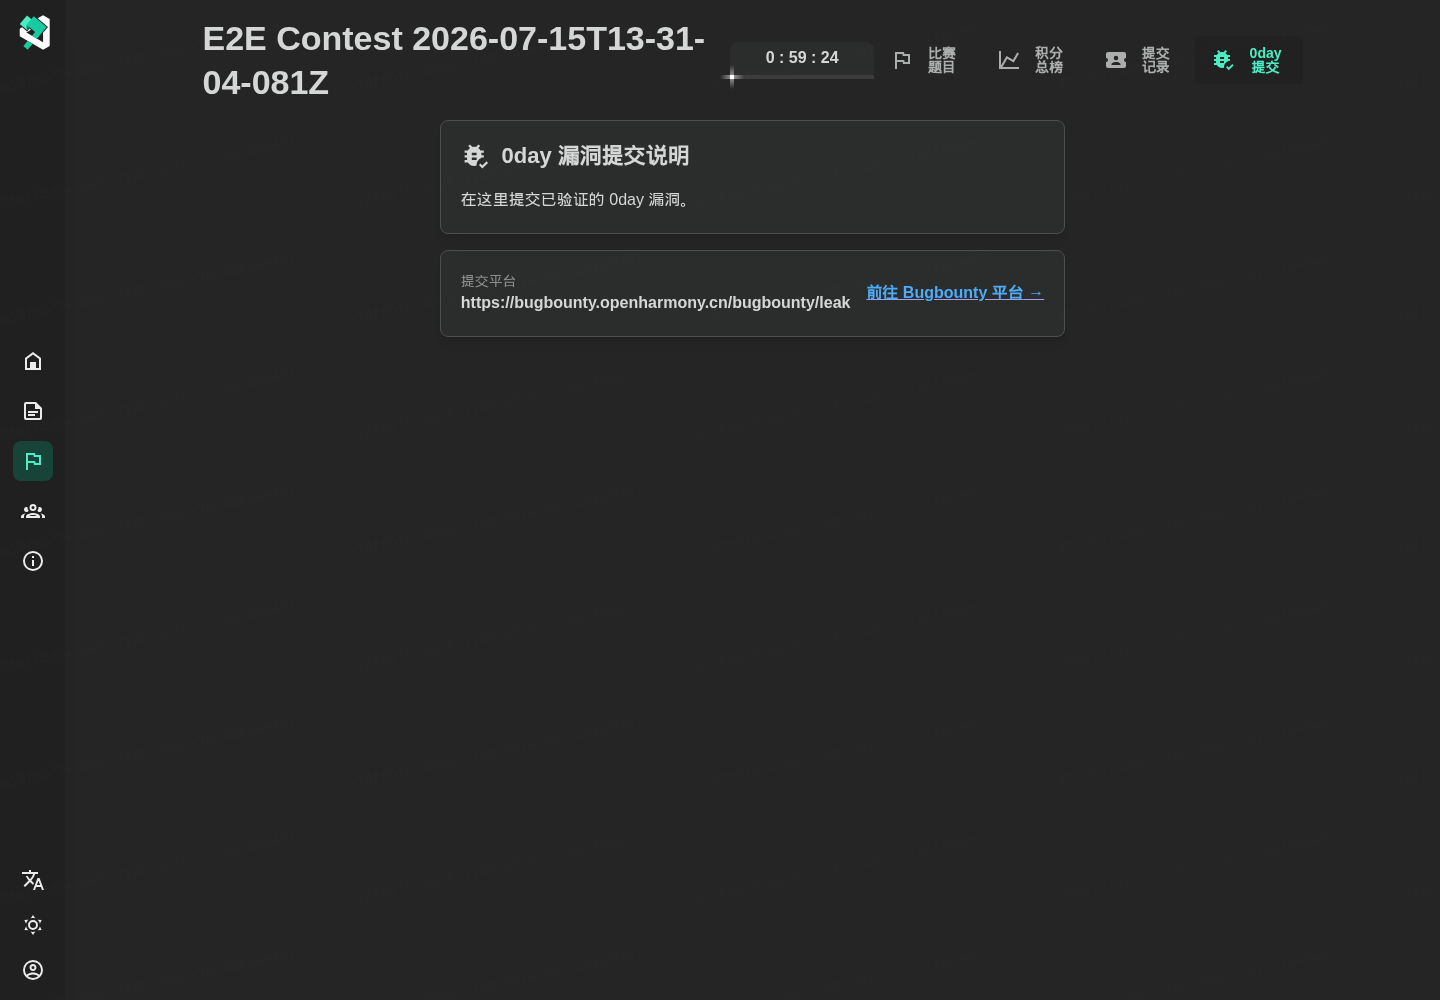 E2E Contest 2026-07-15T13-31-
04-081Z
0 : 59 : 24
比赛
题目
积分
总榜
提交
记录
0day
提交
0day 漏洞提交说明
在这里提交已验证的 0day 漏洞。
提交平台
https://bugbounty.openharmony.cn/bugbounty/leak
前往 Bugbounty 平台 →